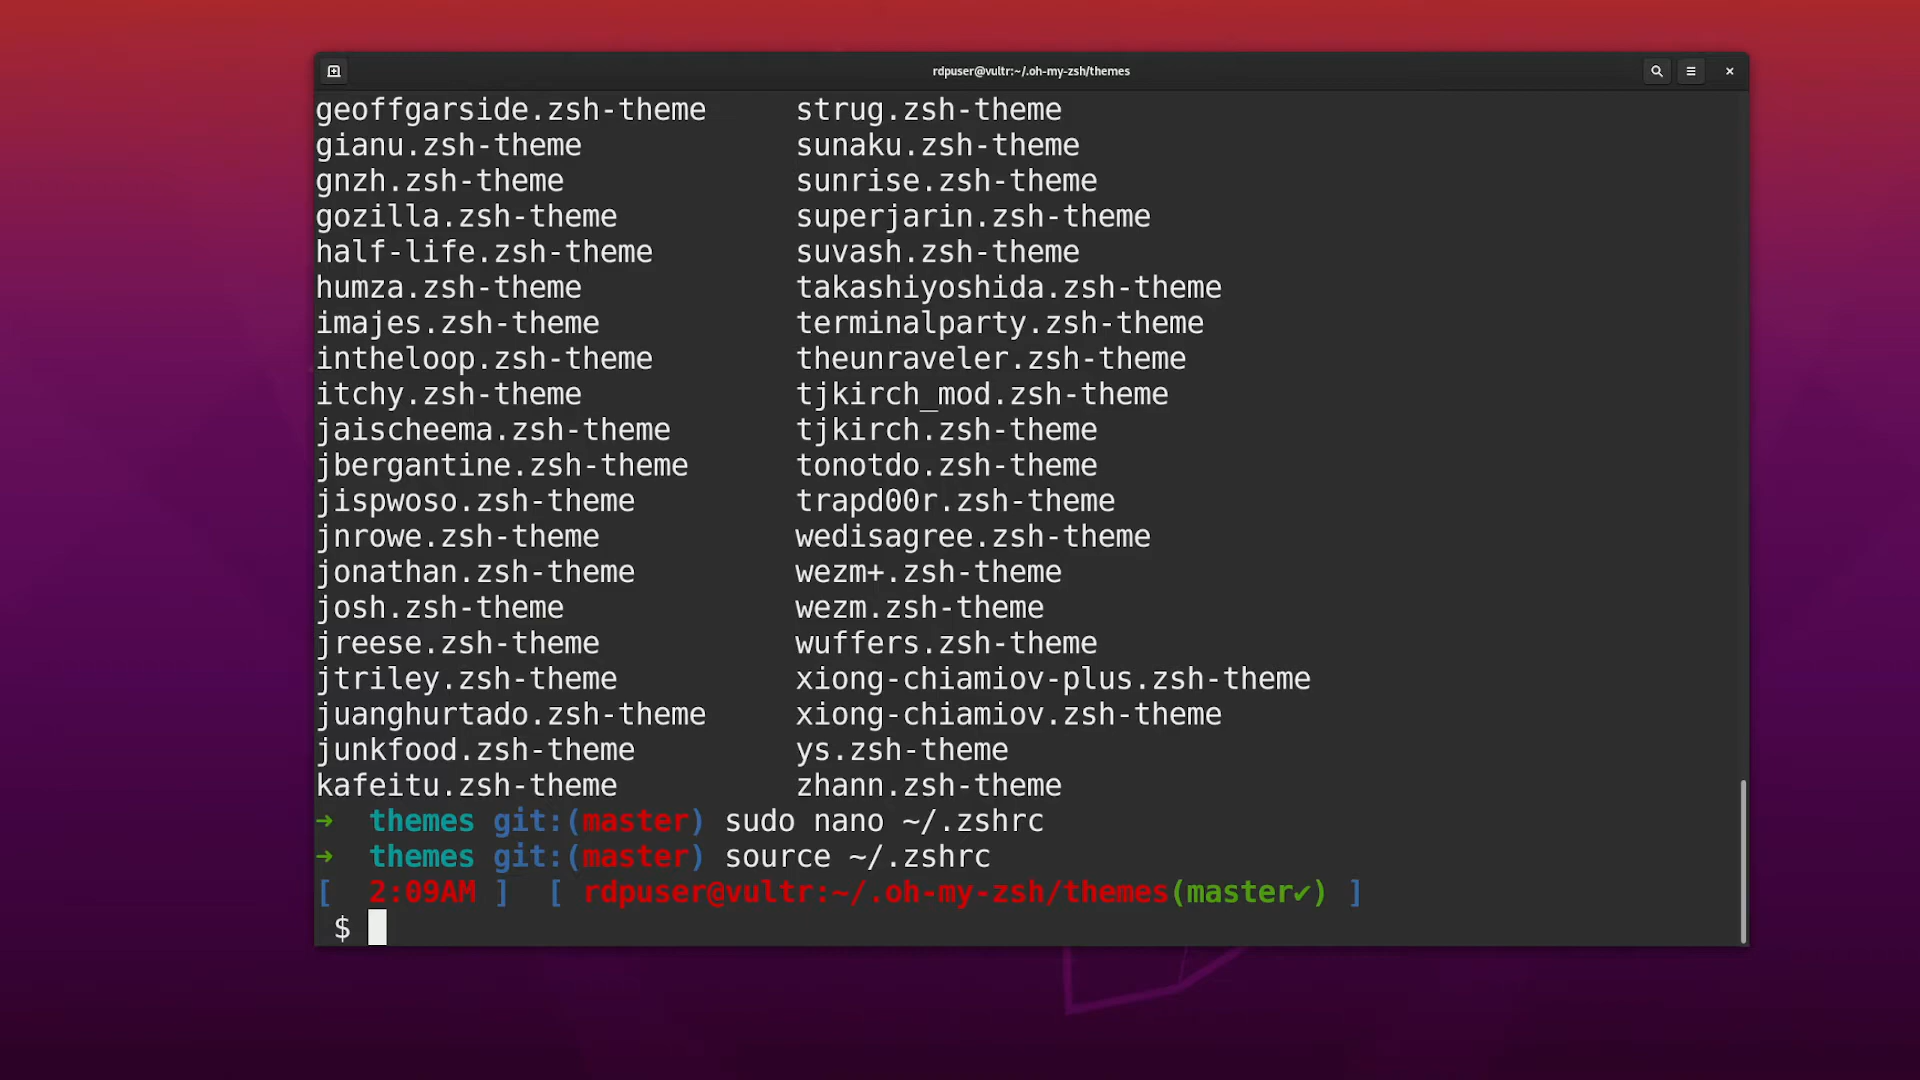 rdpuser@vultr:~/.oh-my-zsh/themes
geoffgarside.zsh-theme strug.zsh-theme
gianu.zsh-theme sunaku.zsh-theme
gnzh.zsh-theme sunrise.zsh-theme
gozilla.zsh-theme superjarin.zsh-theme
half-life.zsh-theme suvash.zsh-theme
humza.zsh-theme takashiyoshida.zsh-theme
imajes.zsh-theme terminalparty.zsh-theme
intheloop.zsh-theme theunraveler.zsh-theme
itchy.zsh-theme tjkirch_mod.zsh-theme
jaischeema.zsh-theme tjkirch.zsh-theme
jbergantine.zsh-theme tonotdo.zsh-theme
jispwoso.zsh-theme trapd00r.zsh-theme
jnrowe.zsh-theme wedisagree.zsh-theme
jonathan.zsh-theme wezm+.zsh-theme
josh.zsh-theme wezm.zsh-theme
jreese.zsh-theme wuffers.zsh-theme
jtriley.zsh-theme xiong-chiamiov-plus.zsh-theme
juanghurtado.zsh-theme xiong-chiamiov.zsh-theme
junkfood.zsh-theme ys.zsh-theme
kafeitu.zsh-theme zhann.zsh-theme
➜ themes git:(master) sudo nano ~/.zshrc
➜ themes git:(master) source ~/.zshrc
[ 2:09AM ] [ rdpuser@vultr:~/.oh-my-zsh/themes(master✔) ]
$